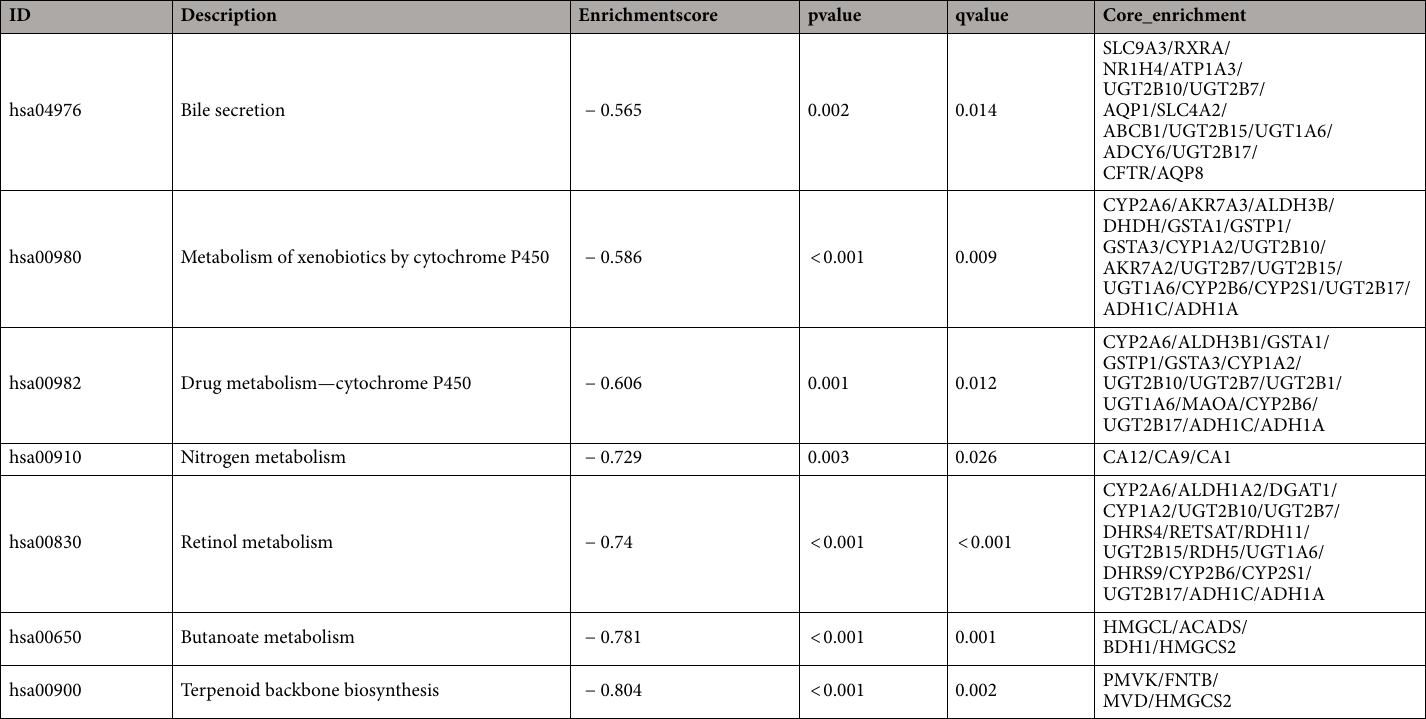 ID Description Enrichmentscore pvalue qvalue Core_enrichment
hsa04976 Bile secretion − 0.565 0.002 0.014 SLC9A3/RXRA/
NR1H4/ATP1A3/
UGT2B10/UGT2B7/
AQP1/SLC4A2/
ABCB1/UGT2B15/UGT1A6/
ADCY6/UGT2B17/
CFTR/AQP8
hsa00980 Metabolism of xenobiotics by cytochrome P450 − 0.586 <0.001 0.009 CYP2A6/AKR7A3/ALDH3B/
DHDH/GSTA1/GSTP1/
GSTA3/CYP1A2/UGT2B10/
AKR7A2/UGT2B7/UGT2B15/
UGT1A6/CYP2B6/CYP2S1/UGT2B17/
ADH1C/ADH1A
hsa00982 Drug metabolism—cytochrome P450 − 0.606 0.001 0.012 CYP2A6/ALDH3B1/GSTA1/
GSTP1/GSTA3/CYP1A2/
UGT2B10/UGT2B7/UGT2B1/
UGT1A6/MAOA/CYP2B6/
UGT2B17/ADH1C/ADH1A
hsa00910 Nitrogen metabolism − 0.729 0.003 0.026 CA12/CA9/CA1
hsa00830 Retinol metabolism − 0.74 <0.001 <0.001 CYP2A6/ALDH1A2/DGAT1/
CYP1A2/UGT2B10/UGT2B7/
DHRS4/RETSAT/RDH11/
UGT2B15/RDH5/UGT1A6/
DHRS9/CYP2B6/CYP2S1/
UGT2B17/ADH1C/ADH1A
hsa00650 Butanoate metabolism − 0.781 <0.001 0.001 HMGCL/ACADS/
BDH1/HMGCS2
hsa00900 Terpenoid backbone biosynthesis − 0.804 <0.001 0.002 PMVK/FNTB/
MVD/HMGCS2